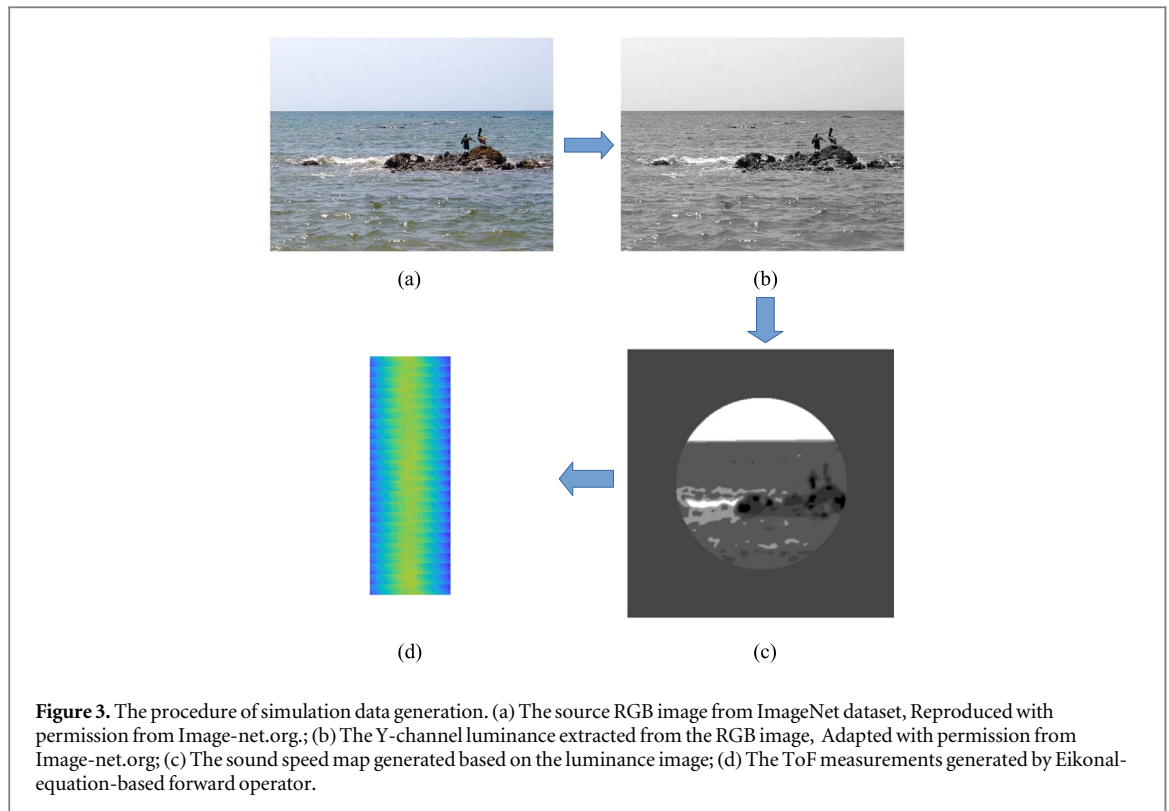 (a)
(b)
(d)
(c)
Figure 3. The procedure of simulation data generation. (a) The source RGB image from ImageNet dataset, Reproduced with
permission from Image-net.org.; (b) The Y-channel luminance extracted from the RGB image, Adapted with permission from
Image-net.org; (c) The sound speed map generated based on the luminance image; (d) The ToF measurements generated by Eikonal-
equation-based forward operator.